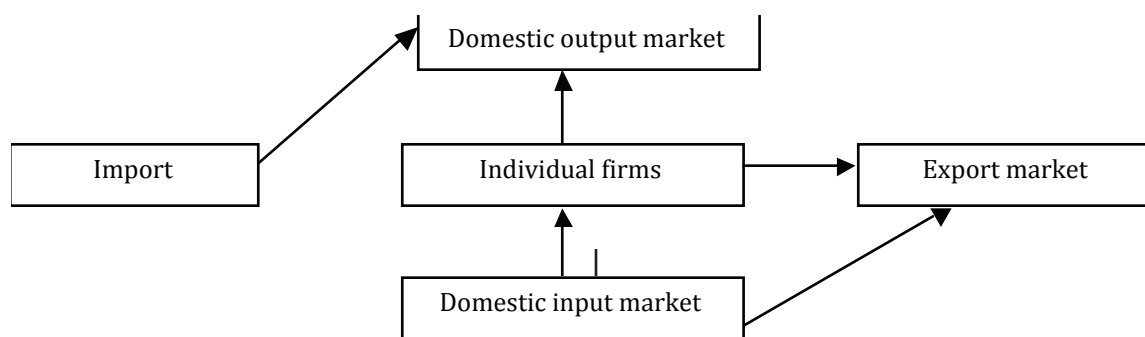 Domestic output market
Import
Individual firms
Export market
Domestic input market